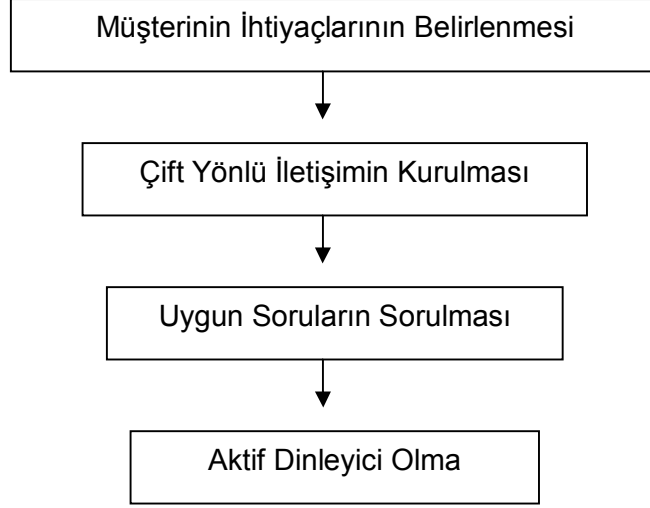 Müşterinin İhtiyaçlarının Belirlenmesi
Çift Yönlü İletişimin Kurulması
Uygun Soruların Sorulması
Aktif Dinleyici Olma